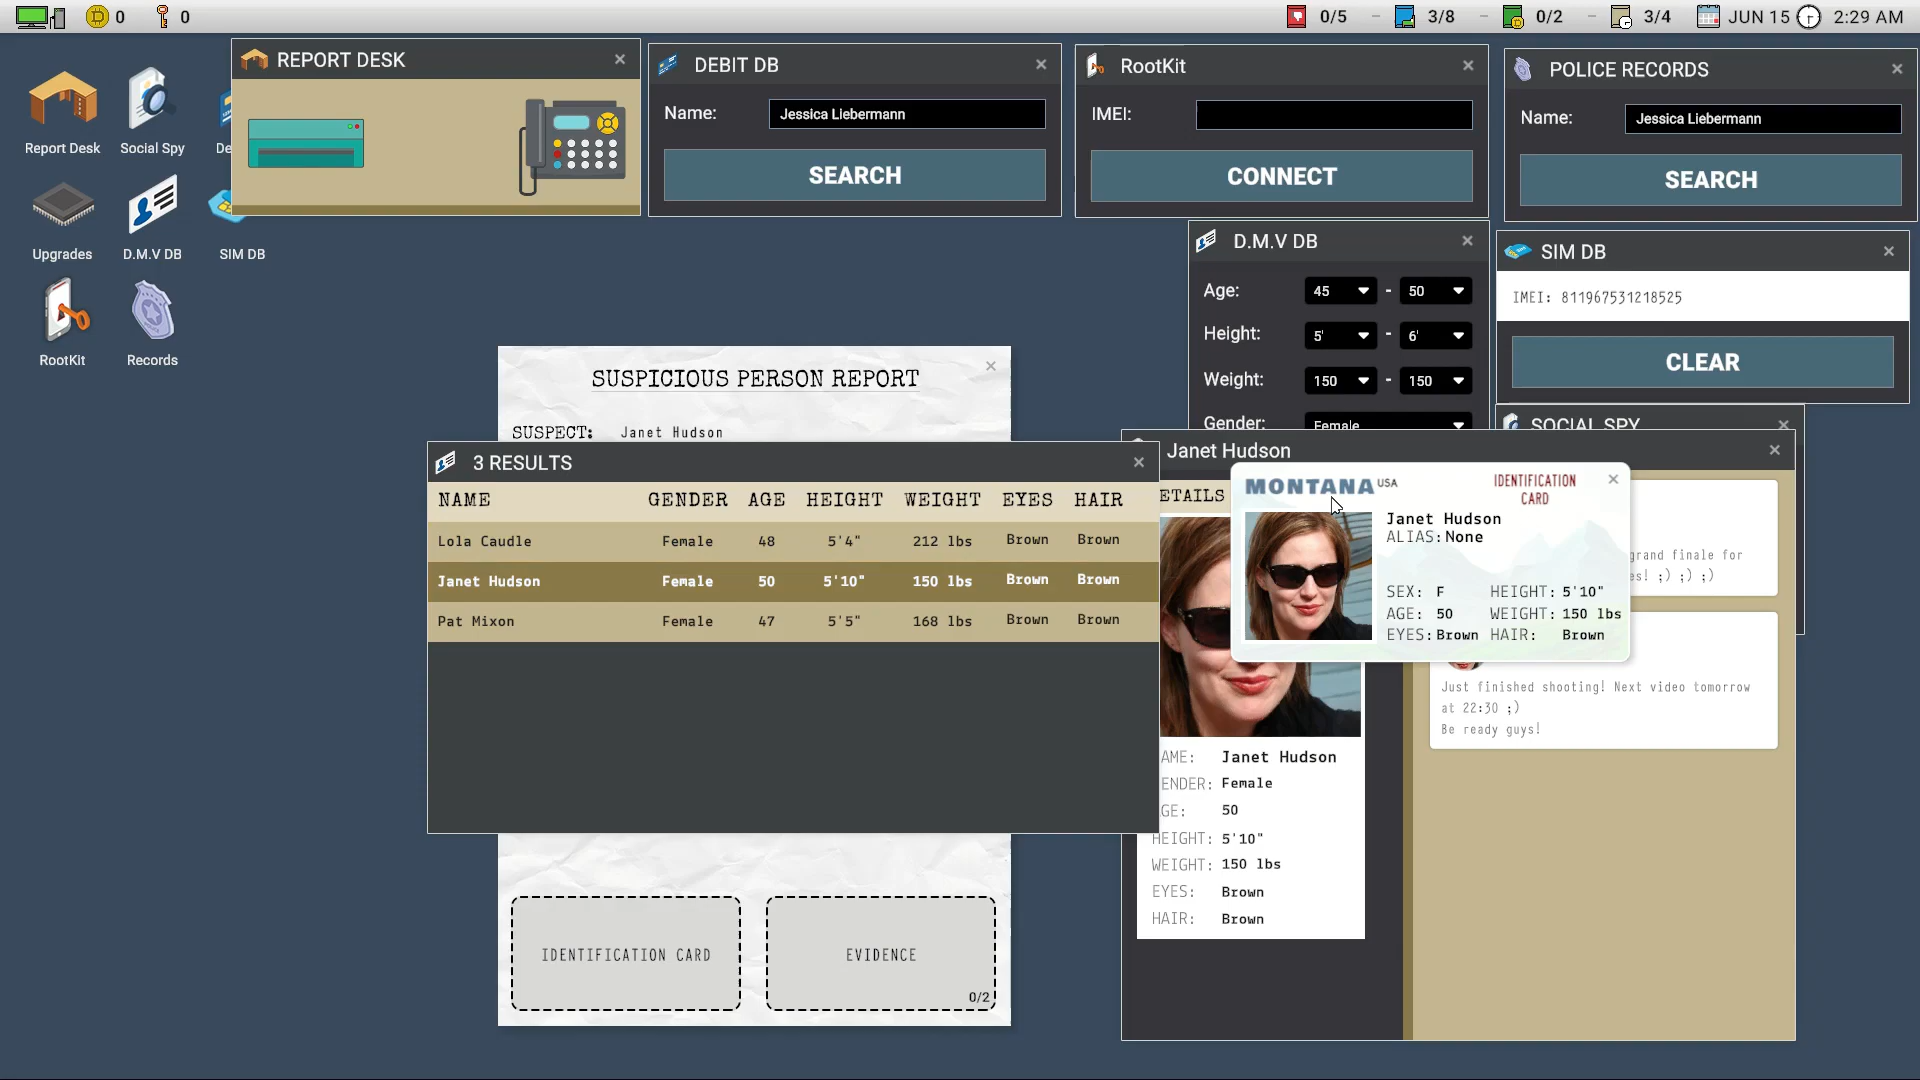 0
0
0/5
3/8
0/2
3/4
JUN 15
2:29 AM
Report Desk
Social Spy
De
Upgrades
D.M.V DB
SIM DB
RootKit
Records
REPORT DESK
DEBIT DB
Name:
Jessica Liebermann
SEARCH
RootKit
IMEI:
CONNECT
POLICE RECORDS
Name:
Jessica Liebermann
SEARCH
D.M.V DB
Age:
45 - 50
Height:
5' - 6'
Weight:
150 - 150
Gender:
Female
SIM DB
IMEI: 811967531218525
CLEAR
SOCIAL SPY
SUSPICIOUS PERSON REPORT
SUSPECT: Janet Hudson
IDENTIFICATION CARD
EVIDENCE
0/2
3 RESULTS
NAME GENDER AGE HEIGHT WEIGHT EYES HAIR
Lola Caudle Female 48 5'4" 212 lbs Brown Brown
Janet Hudson Female 50 5'10" 150 lbs Brown Brown
Pat Mixon Female 47 5'5" 168 lbs Brown Brown
Janet Hudson
ETAILS
AME: Janet Hudson
ENDER: Female
GE: 50
HEIGHT: 5'10"
WEIGHT: 150 lbs
EYES: Brown
HAIR: Brown
MONTANA USA
IDENTIFICATION
CARD
Janet Hudson
ALIAS: None
SEX: F HEIGHT: 5'10"
AGE: 50 WEIGHT: 150 lbs
EYES: Brown HAIR: Brown
grand finale for
es! ;) ;) ;)
Just finished shooting! Next video tomorrow
at 22:30 ;)
Be ready guys!